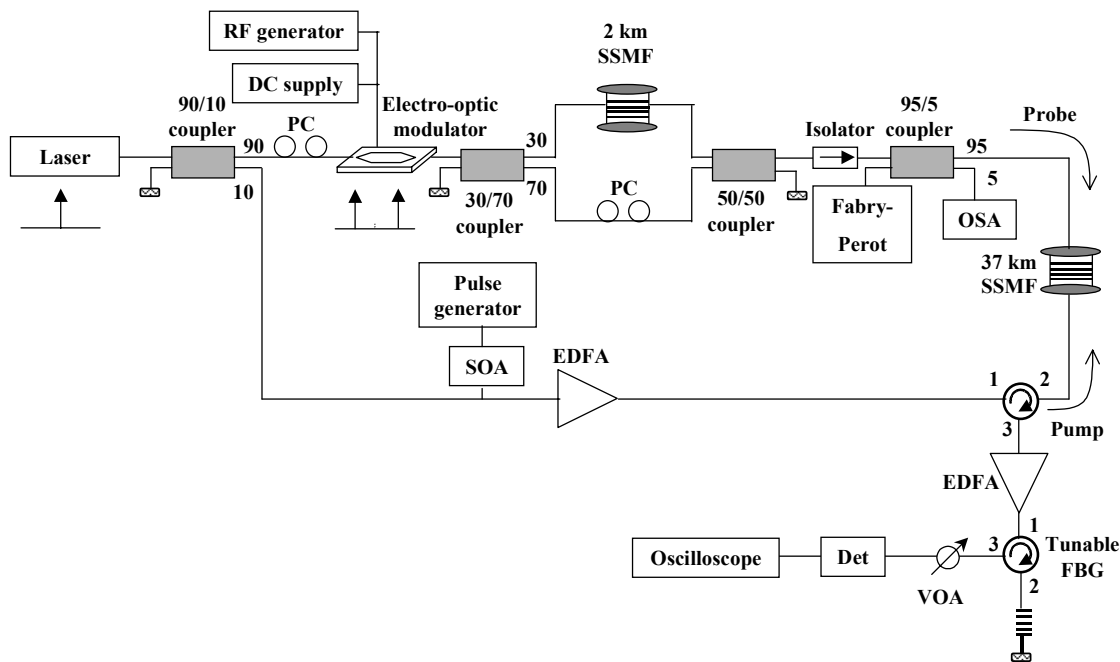 RF generator
DC supply
90/10
coupler
PC
90
10
Laser
Electro-optic
modulator
30
70
30/70
coupler
2 km
SSMF
PC
50/50
coupler
Isolator
95/5
coupler
95
5
Fabry-
Perot
OSA
Probe
37 km
SSMF
Pulse
generator
SOA
EDFA
1
2
3
Pump
EDFA
1
3
2
Tunable
FBG
Oscilloscope
Det
VOA